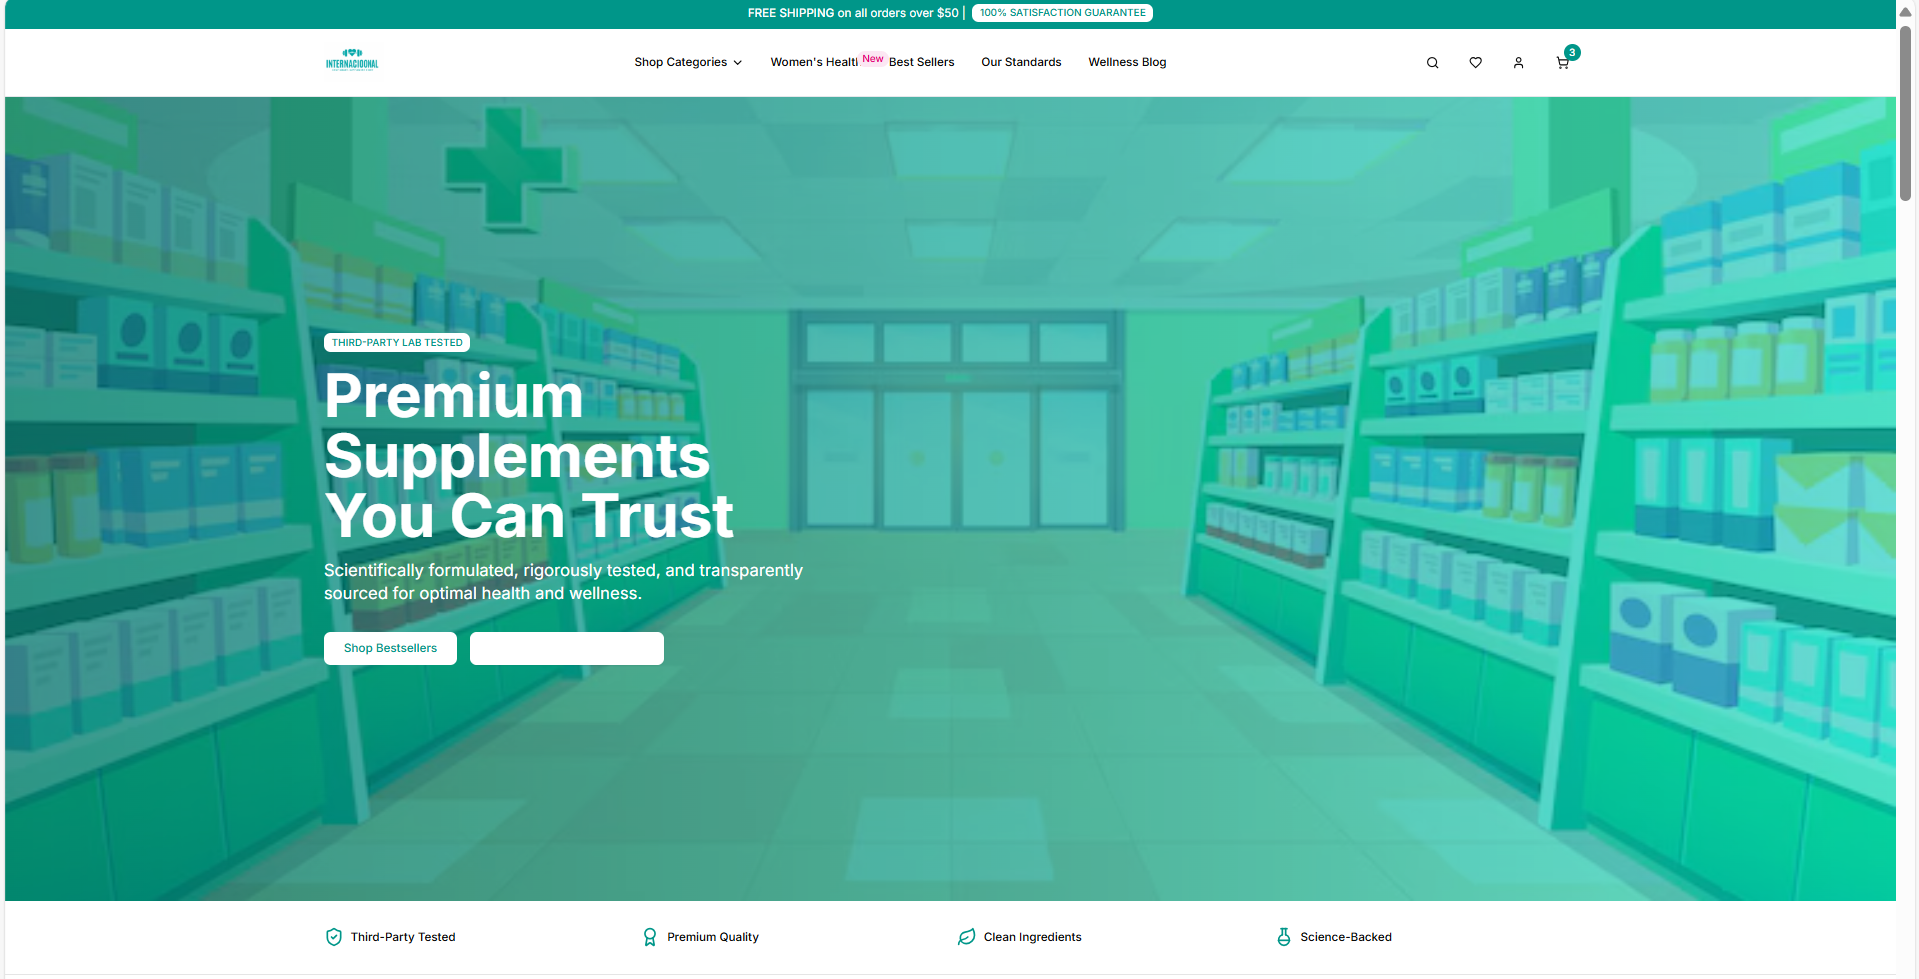 FREE SHIPPING on all orders over $50 | 100% SATISFACTION GUARANTEE
INTERNACIOONAL
Shop Categories Women's Health New Best Sellers Our Standards Wellness Blog 3
THIRD-PARTY LAB TESTED
Premium
Supplements
You Can Trust
Scientifically formulated, rigorously tested, and transparently
sourced for optimal health and wellness.
Shop Bestsellers
Third-Party Tested Premium Quality Clean Ingredients Science-Backed